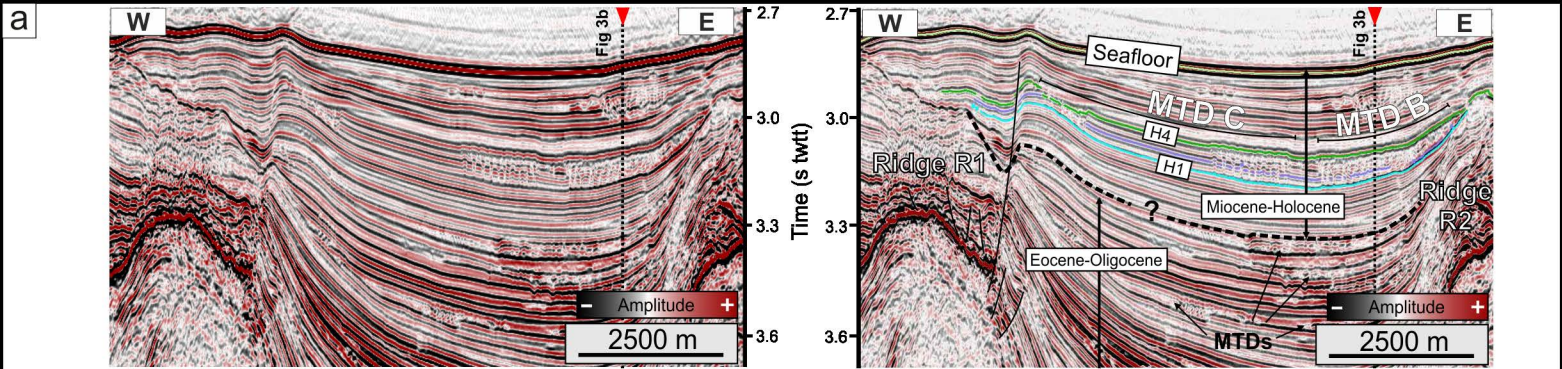 a
W
E
Fig 3b
2.7
3.0
3.3
3.6
Time (s twtt)
− Amplitude +
2500 m
W
E
Fig 3b
2.7
3.0
3.3
3.6
Seafloor
MTD C
MTD B
H4
H1
Ridge R1
Ridge
R2
Miocene-Holocene
?
Eocene-Oligocene
MTDs
− Amplitude +
2500 m